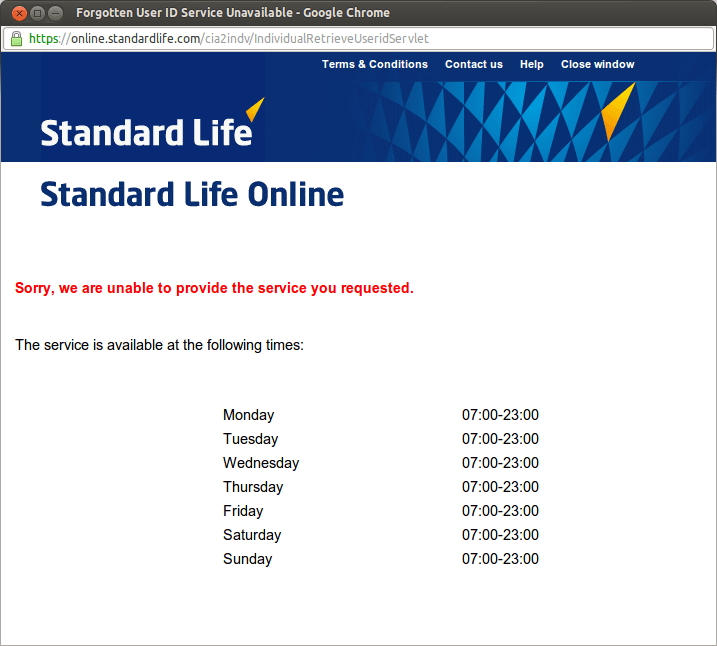 Forgotten User ID Service Unavailable - Google Chrome
https://online.standardlife.com/cia2indv/IndividualRetrieveUseridServlet
Terms & Conditions Contact us Help Close window
Standard Life
Standard Life Online
Sorry, we are unable to provide the service you requested.
The service is available at the following times:
Monday 07:00-23:00
Tuesday 07:00-23:00
Wednesday 07:00-23:00
Thursday 07:00-23:00
Friday 07:00-23:00
Saturday 07:00-23:00
Sunday 07:00-23:00